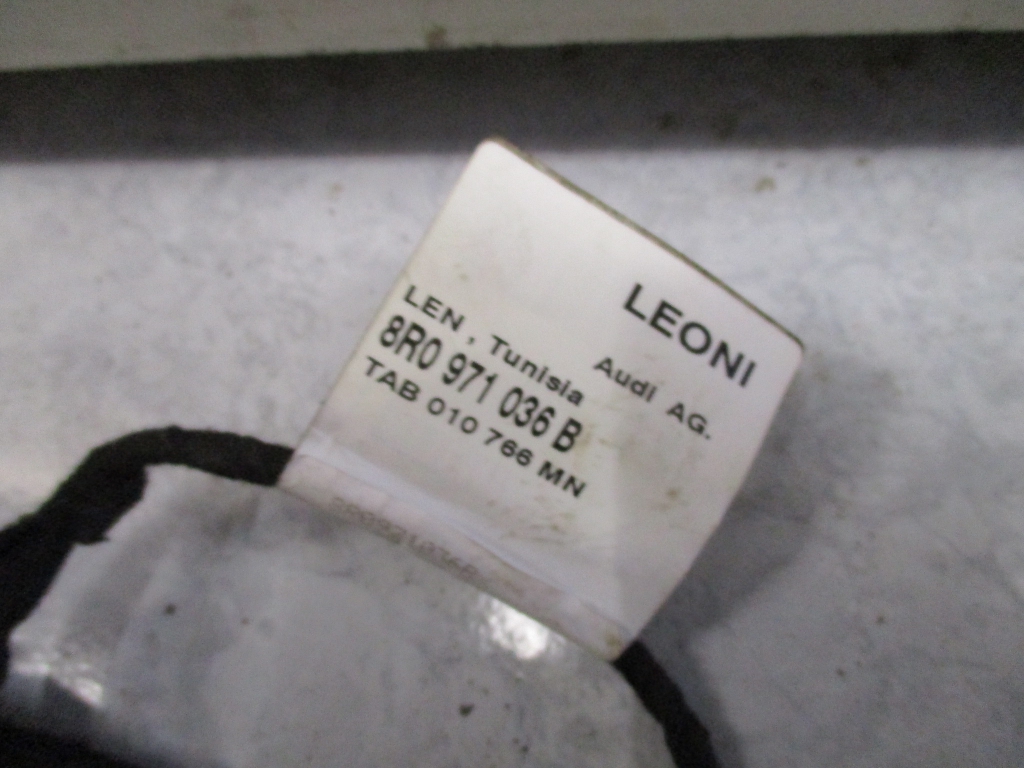 LEONI
Audi AG.
LEN , Tunisia
8R0 971 036 B
TAB 010 766 MN